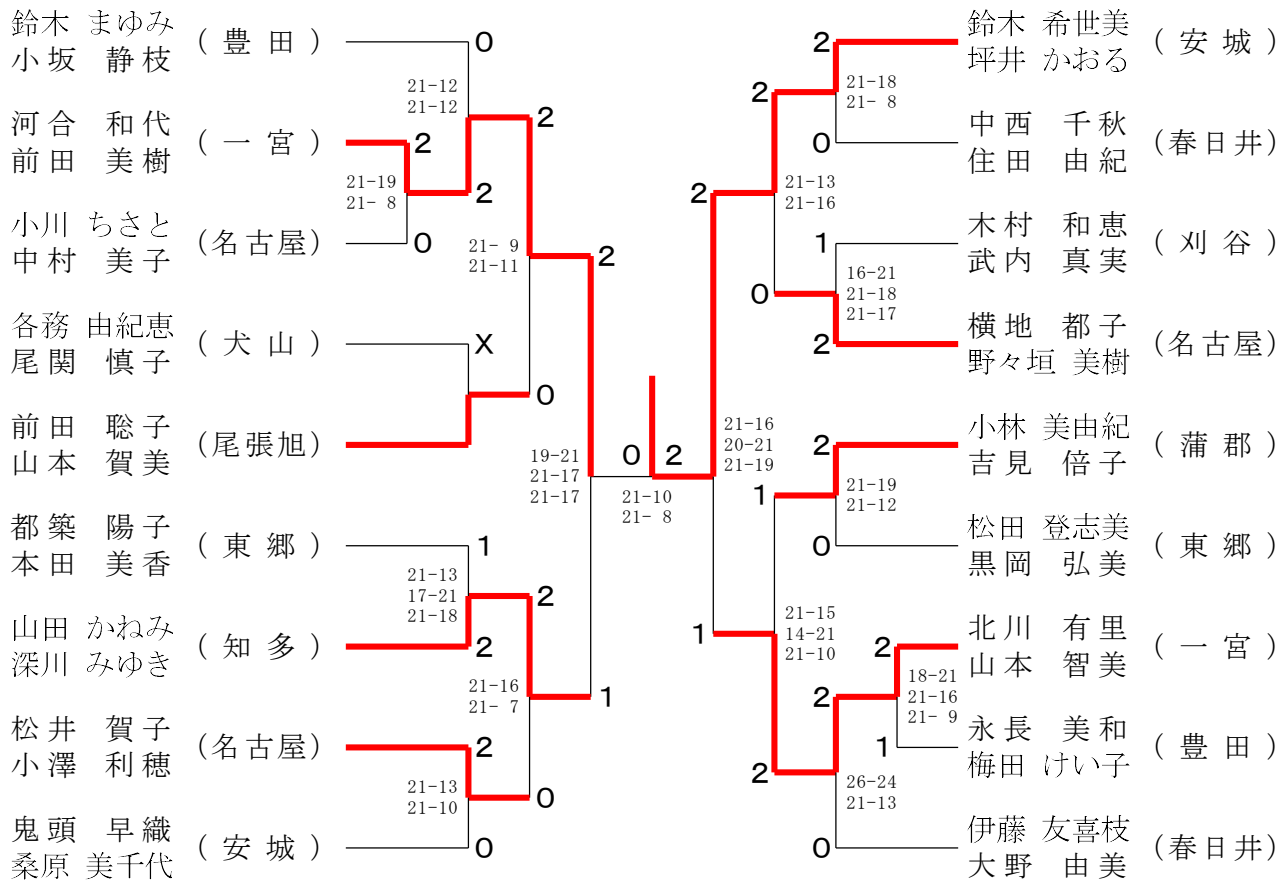 鈴木 まゆみ
小坂 静枝
(豊田)
0
21-12
21-12
河合 和代
前田 美樹
(一宮)
2
2
21-19
21- 8
2
小川 ちさと
中村 美子
(名古屋)
0
21- 9
21-11
2
各務 由紀恵
尾関 慎子
(犬山)
X
0
前田 聡子
山本 賀美
(尾張旭)
19-21
21-17
21-17
都築 陽子
本田 美香
(東郷)
1
21-13
17-21
21-18
2
山田 かねみ
深川 みゆき
(知多)
2
21-16
21- 7
1
松井 賀子
小澤 利穂
(名古屋)
2
21-13
21-10
0
鬼頭 早織
桑原 美千代
(安城)
0
0
2
21-10
21- 8
鈴木 希世美
坪井 かおる
(安城)
2
21-18
21- 8
2
中西 千秋
住田 由紀
(春日井)
0
21-13
21-16
2
木村 和恵
武内 真実
(刈谷)
1
16-21
21-18
21-17
0
横地 都子
野々垣 美樹
(名古屋)
2
21-16
20-21
21-19
小林 美由紀
吉見 倍子
(蒲郡)
2
21-19
21-12
1
松田 登志美
黒岡 弘美
(東郷)
0
21-15
14-21
21-10
1
北川 有里
山本 智美
(一宮)
2
18-21
21-16
21- 9
2
永長 美和
梅田 けい子
(豊田)
1
2
26-24
21-13
伊藤 友喜枝
大野 由美
(春日井)
0